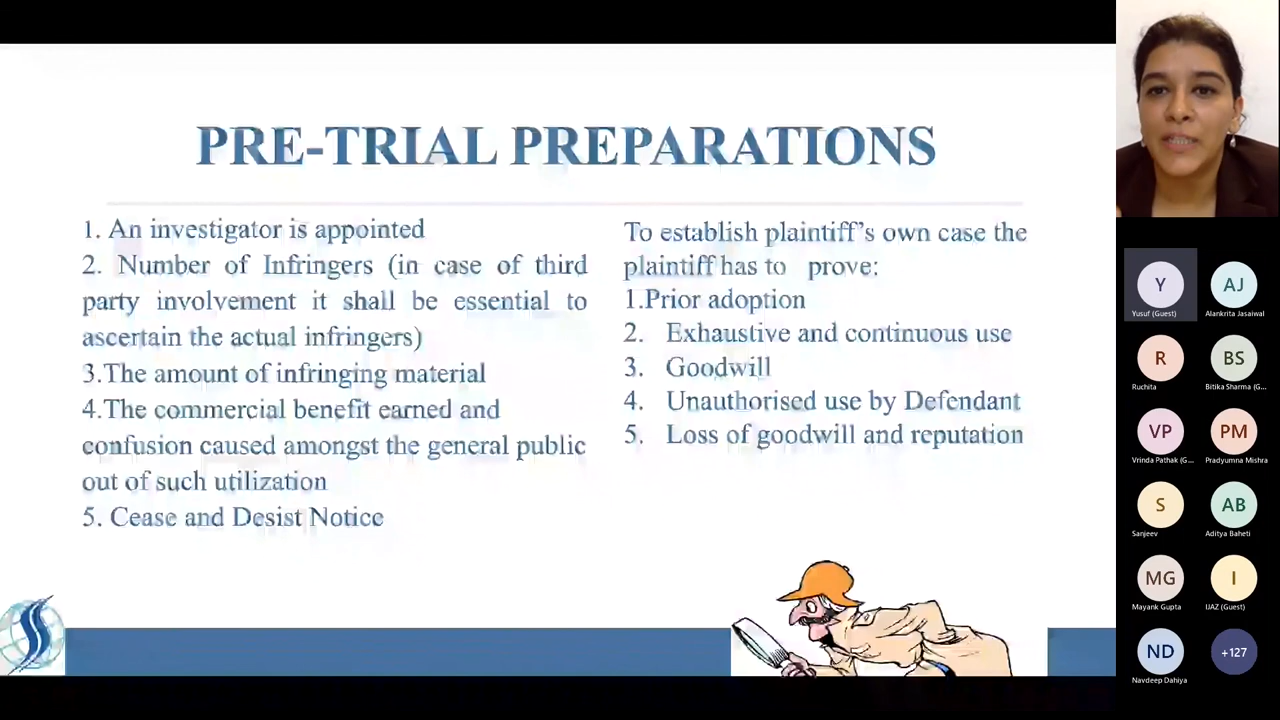 PRE-TRIAL PREPARATIONS
1. An investigator is appointed
2. Number of Infringers (in case of third
party involvement it shall be essential to
ascertain the actual infringers)
3.The amount of infringing material
4.The commercial benefit earned and
confusion caused amongst the general public
out of such utilization
5. Cease and Desist Notice
To establish plaintiff's own case the
plaintiff has to prove:
1.Prior adoption
2. Exhaustive and continuous use
3. Goodwill
4. Unauthorised use by Defendant
5. Loss of goodwill and reputation
Y
Yusuf (Guest)
AJ
Alankrita Jasaiwal
R
Ruchita
BS
Bitika Sharma (G...
VP
Vrinda Pathak (G...
PM
Pradyumna Mishra
S
Sanjeev
AB
Aditya Baheti
MG
Mayank Gupta
I
IJAZ (Guest)
ND
Navdeep Dahiya
+127